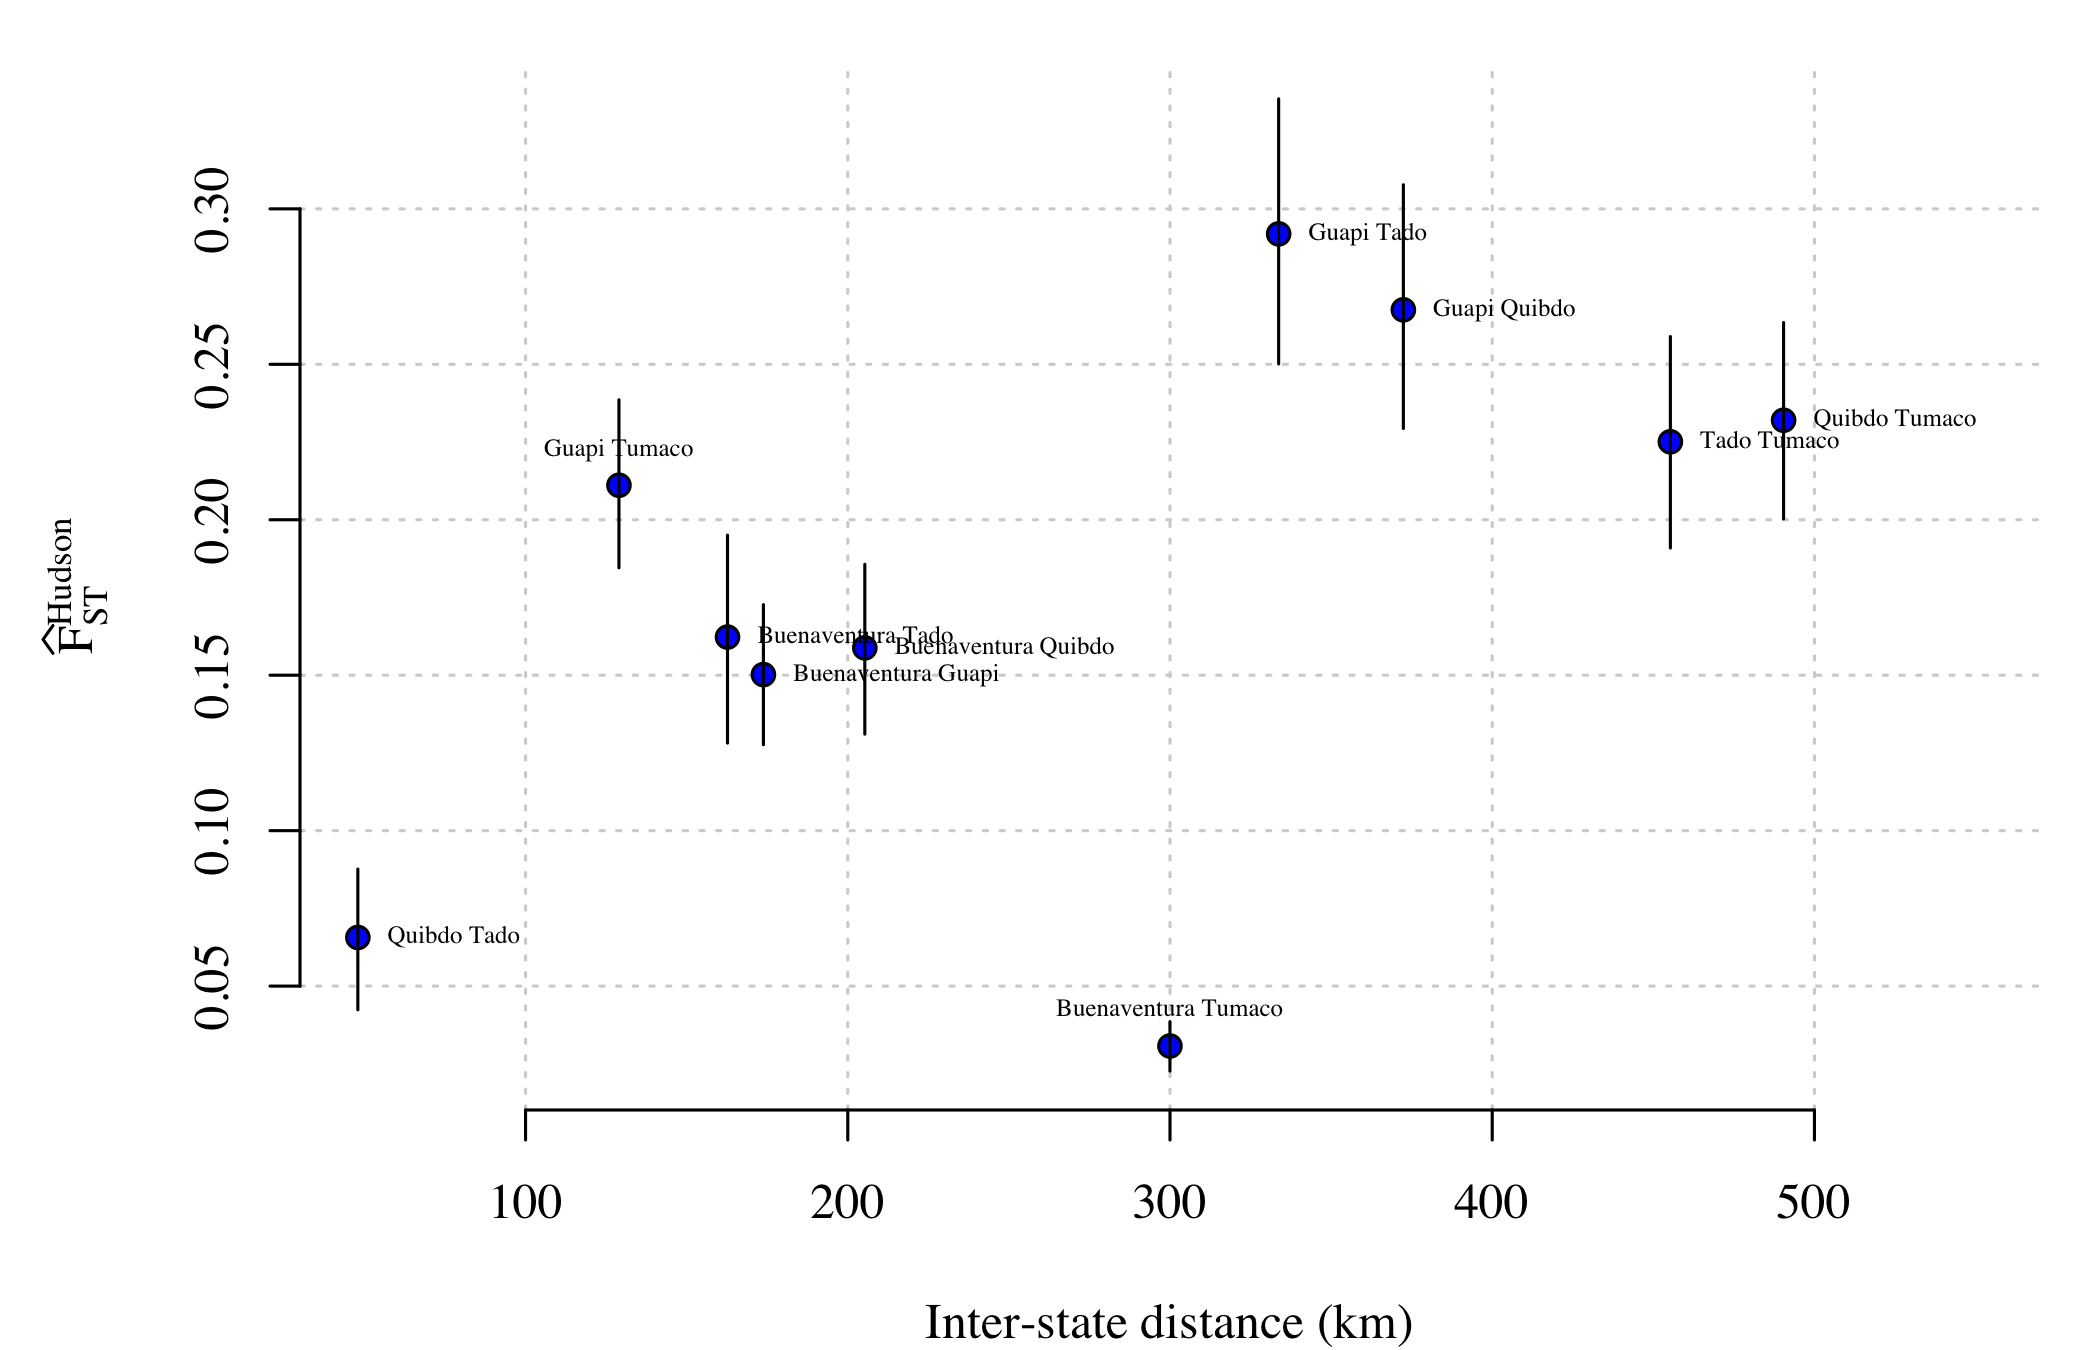 0.30
Guapi Tado
Guapi Quibdo
0.25
Quibdo Tumaco
Tado Tumaco
Guapi Tumaco
0.20
F̂ST Hudson
Buenaventura Tado
Buenaventura Quibdo
Buenaventura Guapi
0.15
0.10
Quibdo Tado
0.05
Buenaventura Tumaco
100 200 300 400 500
Inter-state distance (km)